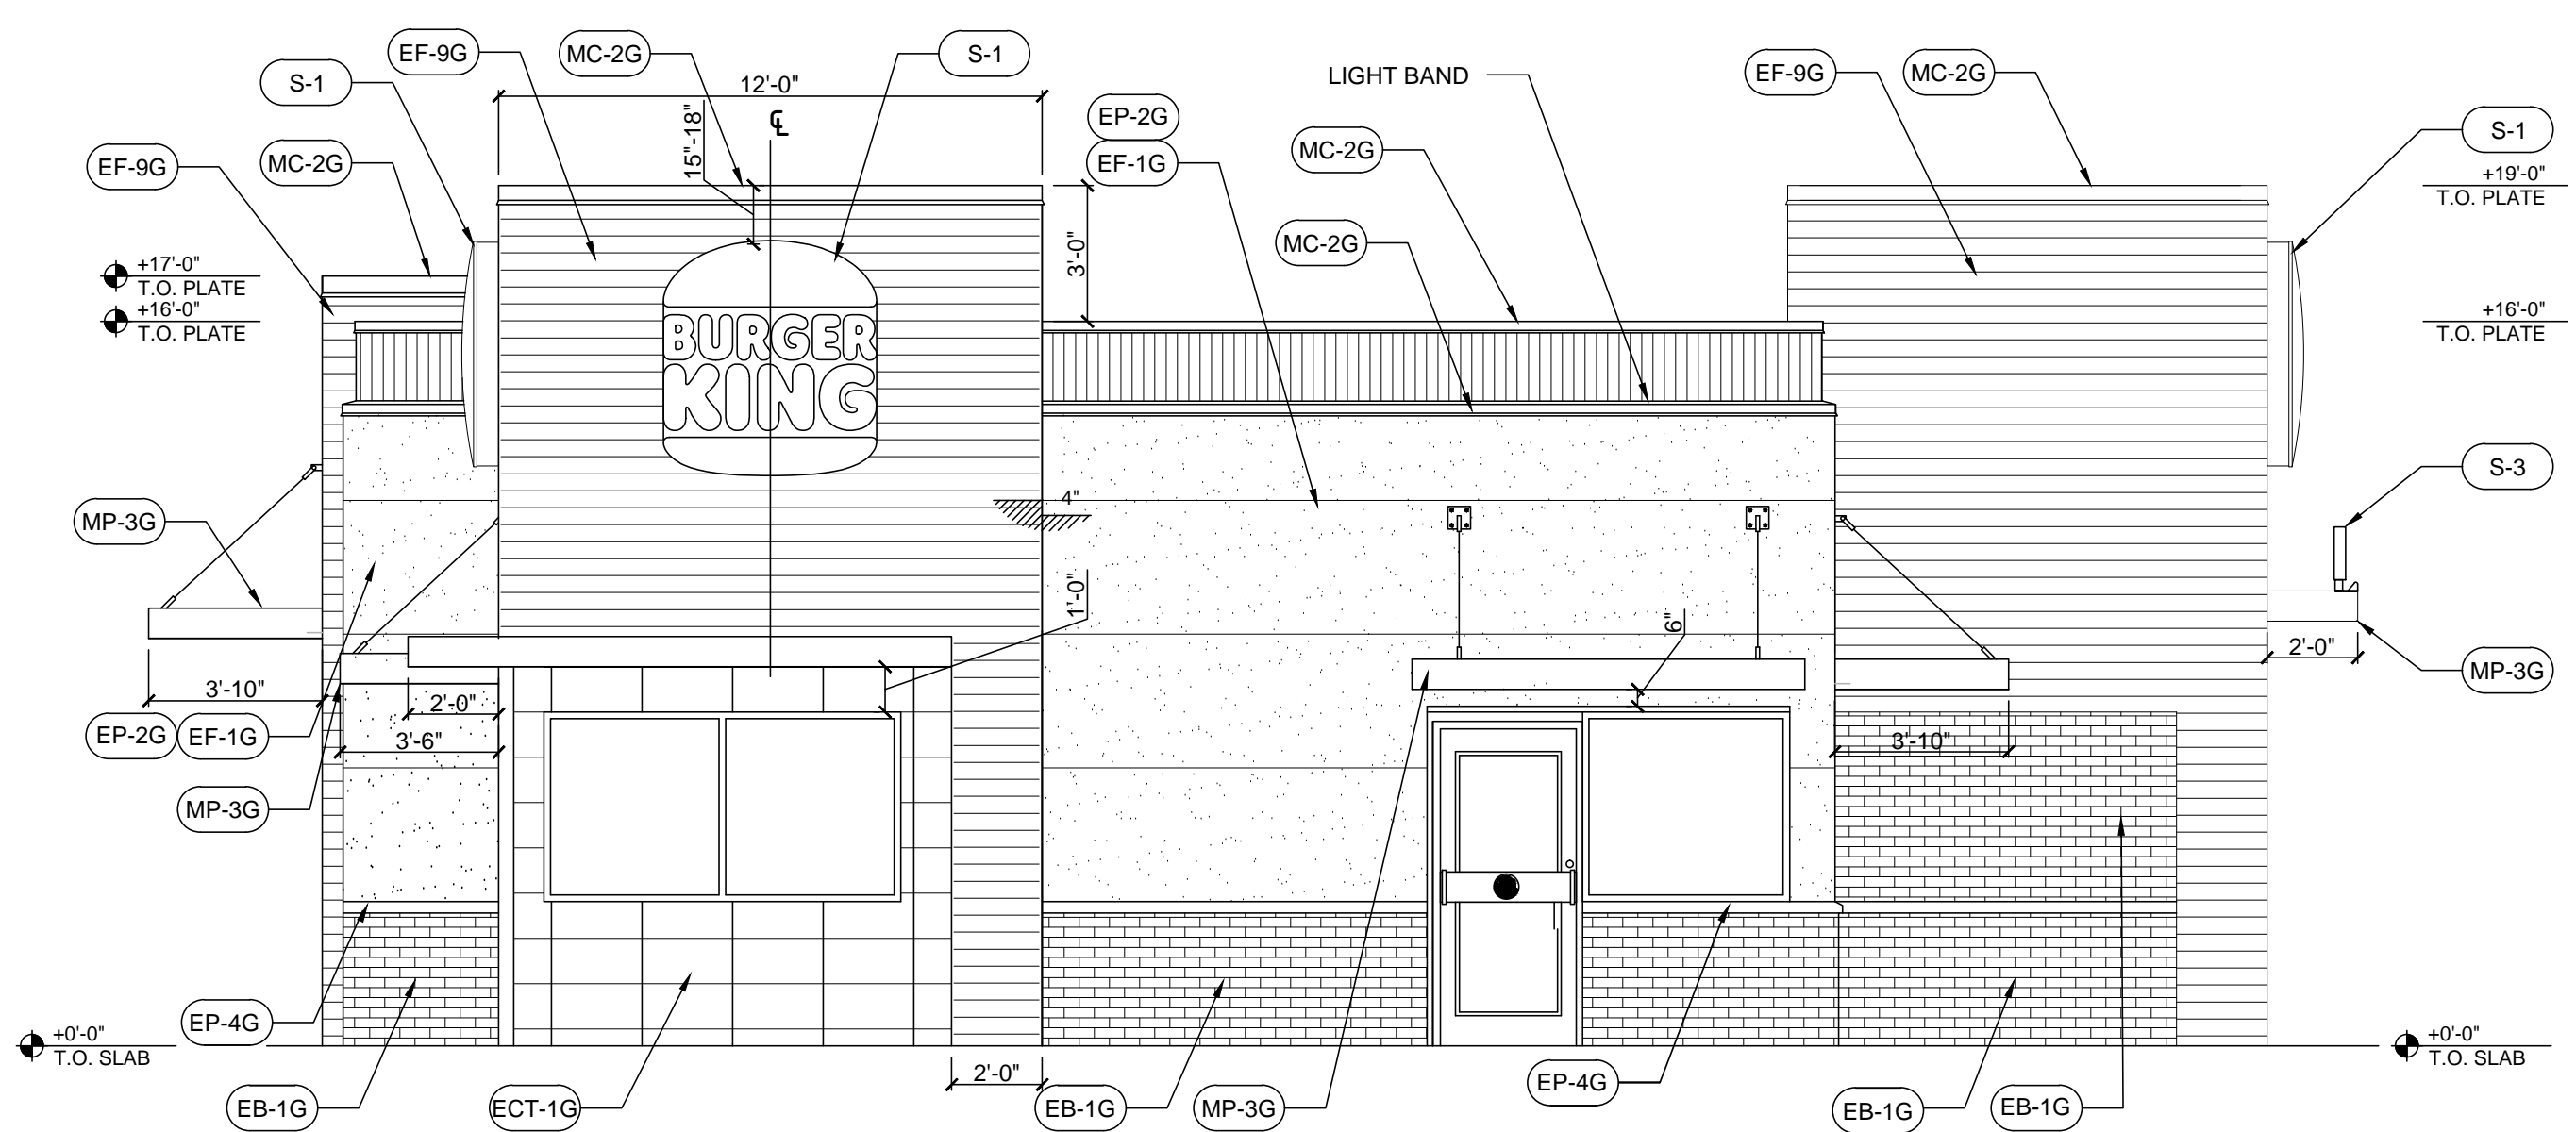 EF-9G
MC-2G
S-1
S-1
12'-0"
LIGHT BAND
EF-9G
MC-2G
15"-18"
℄
EP-2G
EF-1G
MC-2G
S-1
MC-2G
EF-9G
+19'-0"
T.O. PLATE
3'-0"
MC-2G
+17'-0"
T.O. PLATE
+16'-0"
T.O. PLATE
+16'-0"
T.O. PLATE
BURGER
KING
S-3
4"
MP-3G
1'-0"
6"
2'-0"
MP-3G
3'-10"
2'-0"
EP-2G
EF-1G
3'-6"
3'-10"
MP-3G
EP-4G
+0'-0"
T.O. SLAB
+0'-0"
T.O. SLAB
2'-0"
EP-4G
EB-1G
ECT-1G
EB-1G
MP-3G
EB-1G
EB-1G